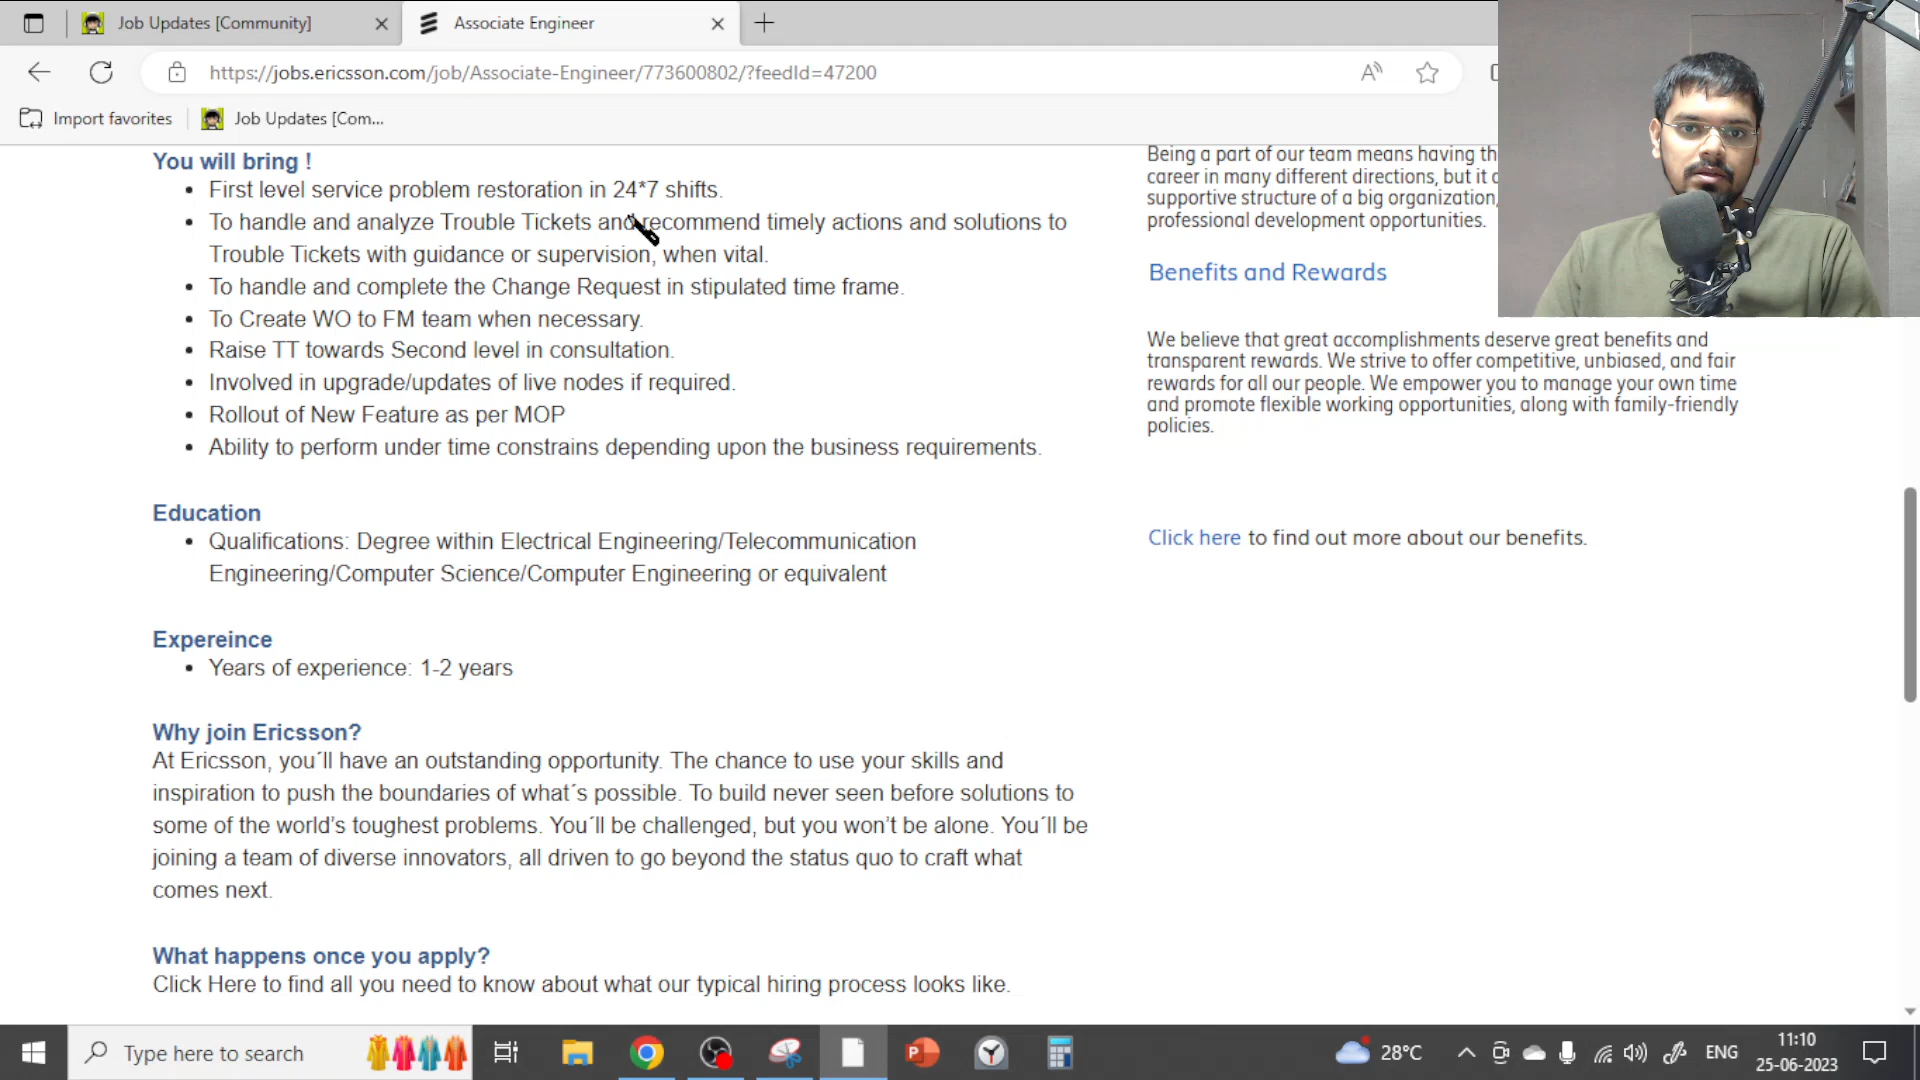 Job Updates [Community]
Associate Engineer
https://jobs.ericsson.com/job/Associate-Engineer/773600802/?feedId=47200
Import favorites
Job Updates [Com...
You will bring !
• First level service problem restoration in 24*7 shifts.
• To handle and analyze Trouble Tickets and recommend timely actions and solutions to
Trouble Tickets with guidance or supervision, when vital.
• To handle and complete the Change Request in stipulated time frame.
• To Create WO to FM team when necessary.
• Raise TT towards Second level in consultation.
• Involved in upgrade/updates of live nodes if required.
• Rollout of New Feature as per MOP
• Ability to perform under time constrains depending upon the business requirements.
Education
• Qualifications: Degree within Electrical Engineering/Telecommunication
Engineering/Computer Science/Computer Engineering or equivalent
Expereince
• Years of experience: 1-2 years
Why join Ericsson?
At Ericsson, you´ll have an outstanding opportunity. The chance to use your skills and
inspiration to push the boundaries of what´s possible. To build never seen before solutions to
some of the world’s toughest problems. You´ll be challenged, but you won’t be alone. You´ll be
joining a team of diverse innovators, all driven to go beyond the status quo to craft what
comes next.
What happens once you apply?
Click Here to find all you need to know about what our typical hiring process looks like.
Being a part of our team means having th
career in many different directions, but it
supportive structure of a big organization,
professional development opportunities.
Benefits and Rewards
We believe that great accomplishments deserve great benefits and
transparent rewards. We strive to offer competitive, unbiased, and fair
rewards for all our people. We empower you to manage your own time
and promote flexible working opportunities, along with family-friendly
policies.
Click here to find out more about our benefits.
Type here to search
28°C
ENG
11:10
25-06-2023